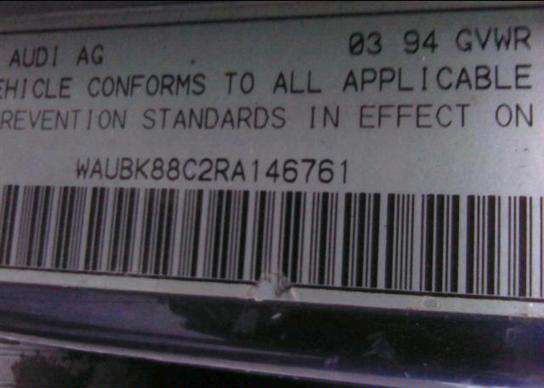 AUDI AG 03 94 GVWR
EHICLE CONFORMS TO ALL APPLICABLE
REVENTION STANDARDS IN EFFECT ON
WAUBK88C2RA146761